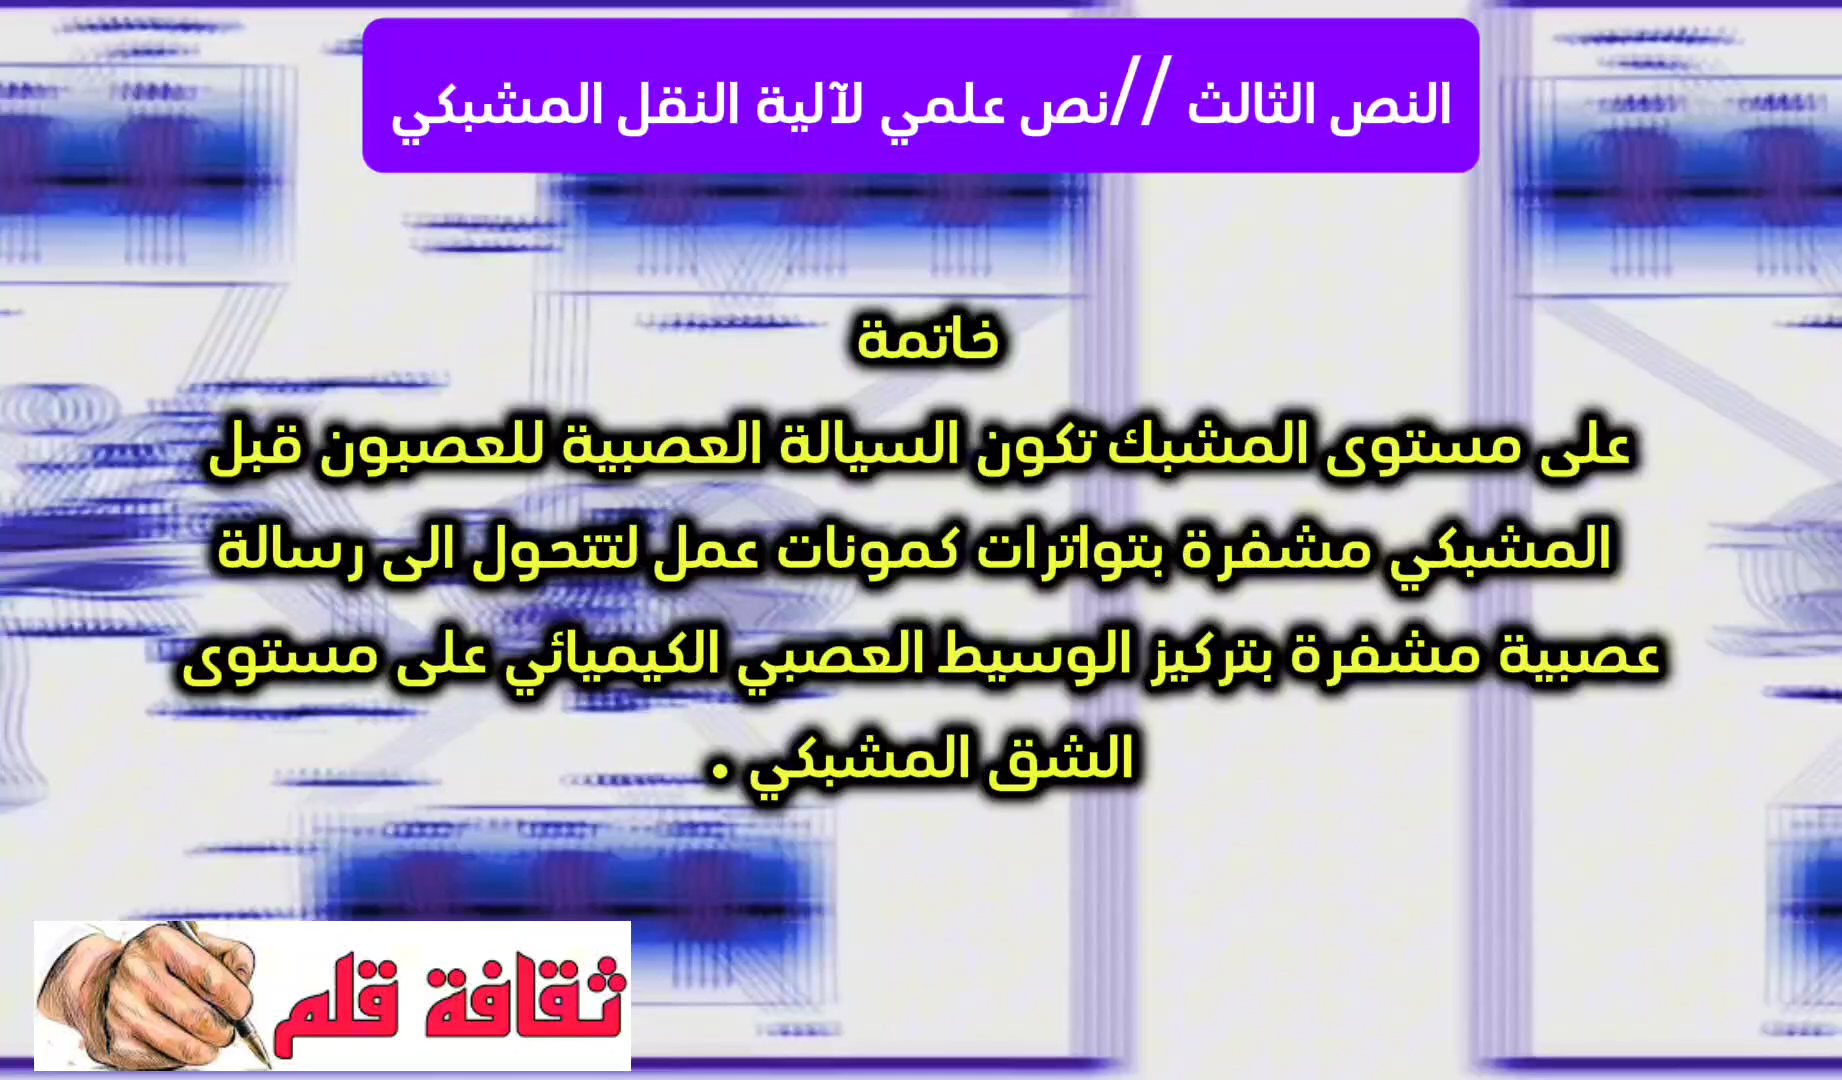 النص الثالث //نص علمي لآلية النقل المشبكي
خاتمة
على مستوى المشبك تكون السيالة العصبية للعصبون قبل
المشبكي مشفرة بتواترات كمونات عمل لتتحول الى رسالة
عصبية مشفرة بتركيز الوسيط العصبي الكيميائي على مستوى
الشق المشبكي .
ثقافة قلم